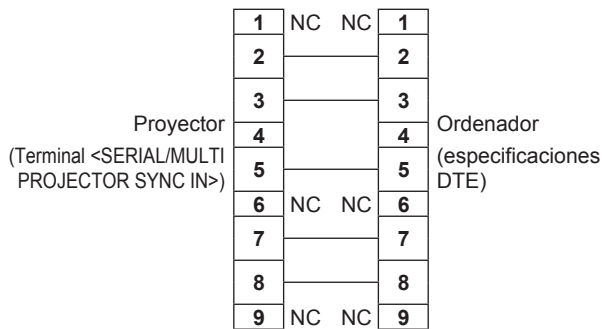 1 NC NC 1
2 2
3 3
Proyector
(Terminal <SERIAL/MULTI
PROJECTOR SYNC IN>)
4 4
Ordenador
(especificaciones
DTE)
5 5
6 NC NC 6
7 7
8 8
9 NC NC 9